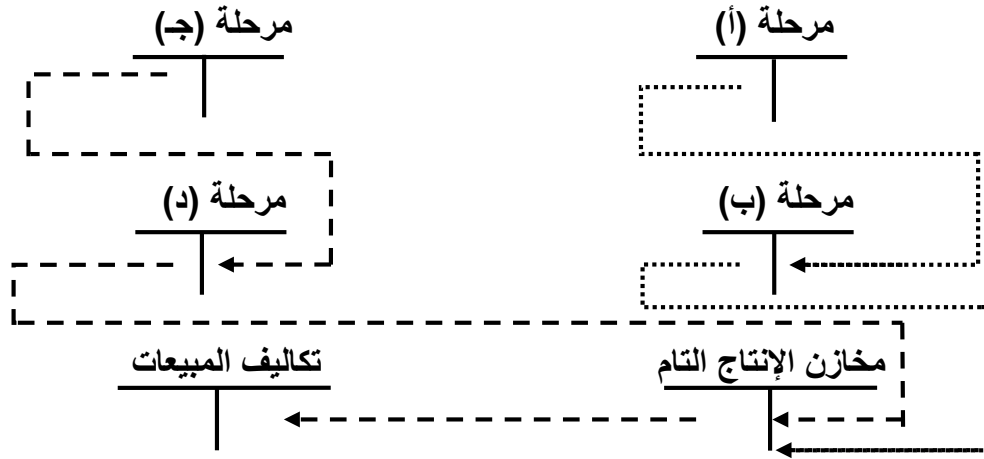 مرحلة (أ)
مرحلة (جـ)
مرحلة (ب)
مرحلة (د)
مخازن الإنتاج التام
تكاليف المبيعات